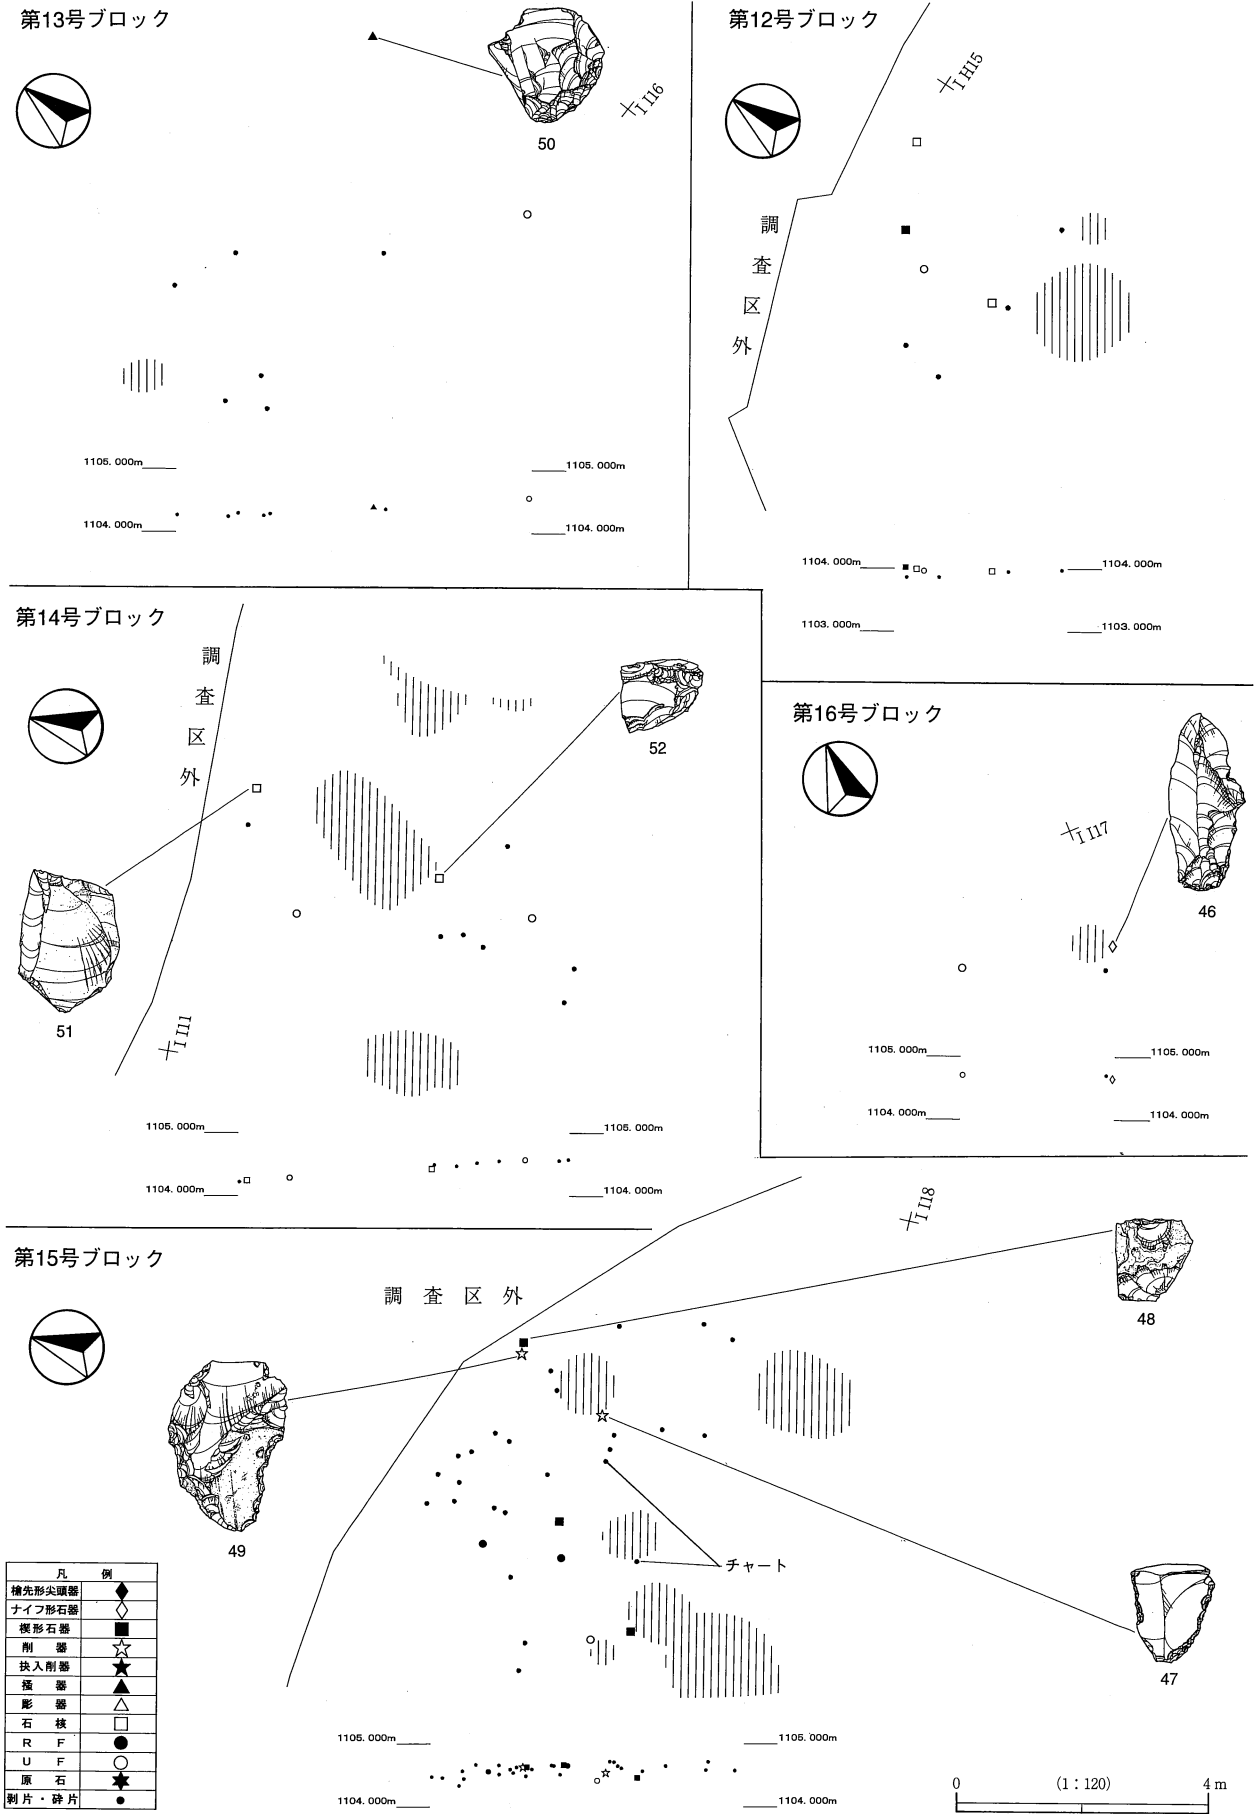 第13号ブロック
50
I I16
1105.000m
1105.000m
1104.000m
1104.000m
第12号ブロック
I H15
調査区外
1104.000m
1104.000m
1103.000m
1103.000m
第14号ブロック
調査区外
52
51
I I11
1105.000m
1105.000m
1104.000m
1104.000m
第16号ブロック
I I17
46
1105.000m
1105.000m
1104.000m
1104.000m
第15号ブロック
調査区外
I I18
48
49
チャート
47
1105.000m
1105.000m
1104.000m
1104.000m
凡 例
槍先形尖頭器
ナイフ形石器
楔形石器
削 器
抉入削器
掻 器
彫 器
石 核
R F
U F
原 石
剥片・砕片
0 (1：120) 4 m